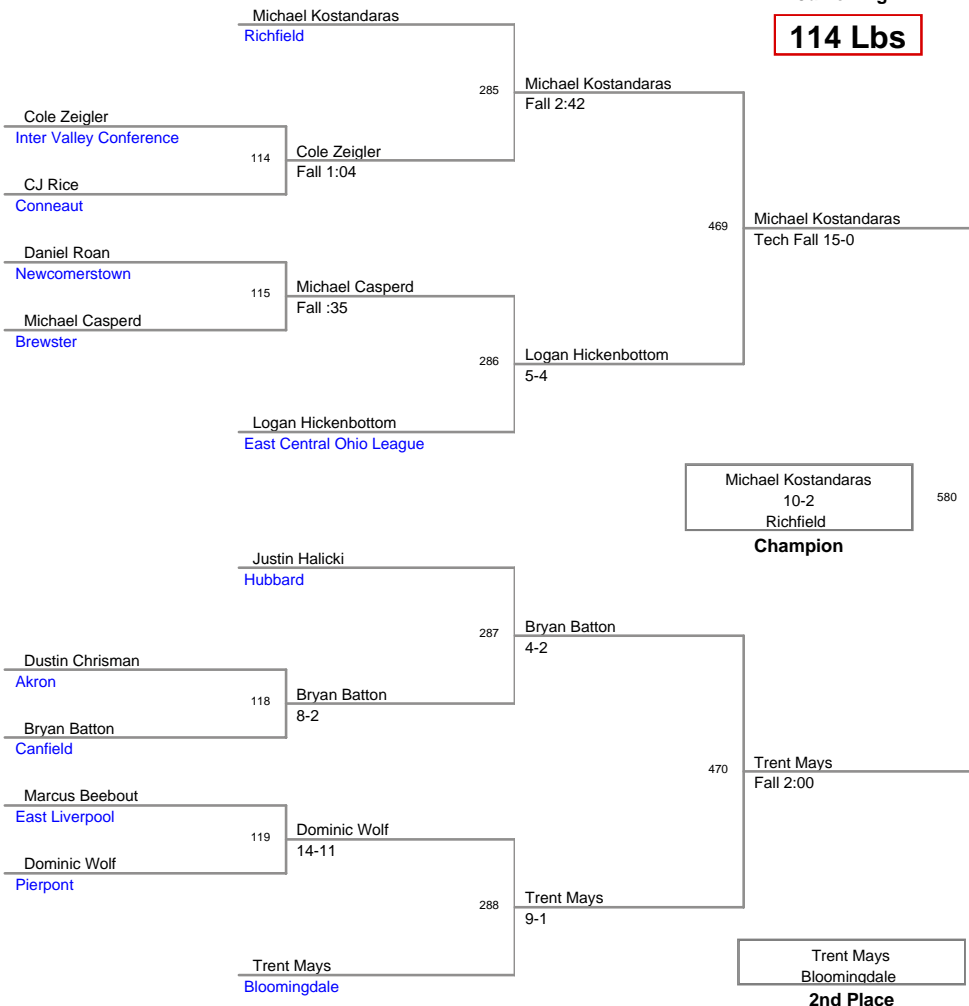 Michael Kostandaras
Richfield
114 Lbs
285
Michael Kostandaras
Fall 2:42
Cole Zeigler
Inter Valley Conference
114
Cole Zeigler
Fall 1:04
CJ Rice
Conneaut
469
Michael Kostandaras
Tech Fall 15-0
Daniel Roan
Newcomerstown
115
Michael Casperd
Fall :35
Michael Casperd
Brewster
286
Logan Hickenbottom
5-4
Logan Hickenbottom
East Central Ohio League
Michael Kostandaras
10-2
Richfield
580
Champion
Justin Halicki
Hubbard
287
Bryan Batton
4-2
Dustin Chrisman
Akron
118
Bryan Batton
8-2
Bryan Batton
Canfield
470
Trent Mays
Fall 2:00
Marcus Beebout
East Liverpool
119
Dominic Wolf
14-11
Dominic Wolf
Pierpont
288
Trent Mays
9-1
Trent Mays
Bloomingdale
Trent Mays
Bloomingdale
2nd Place